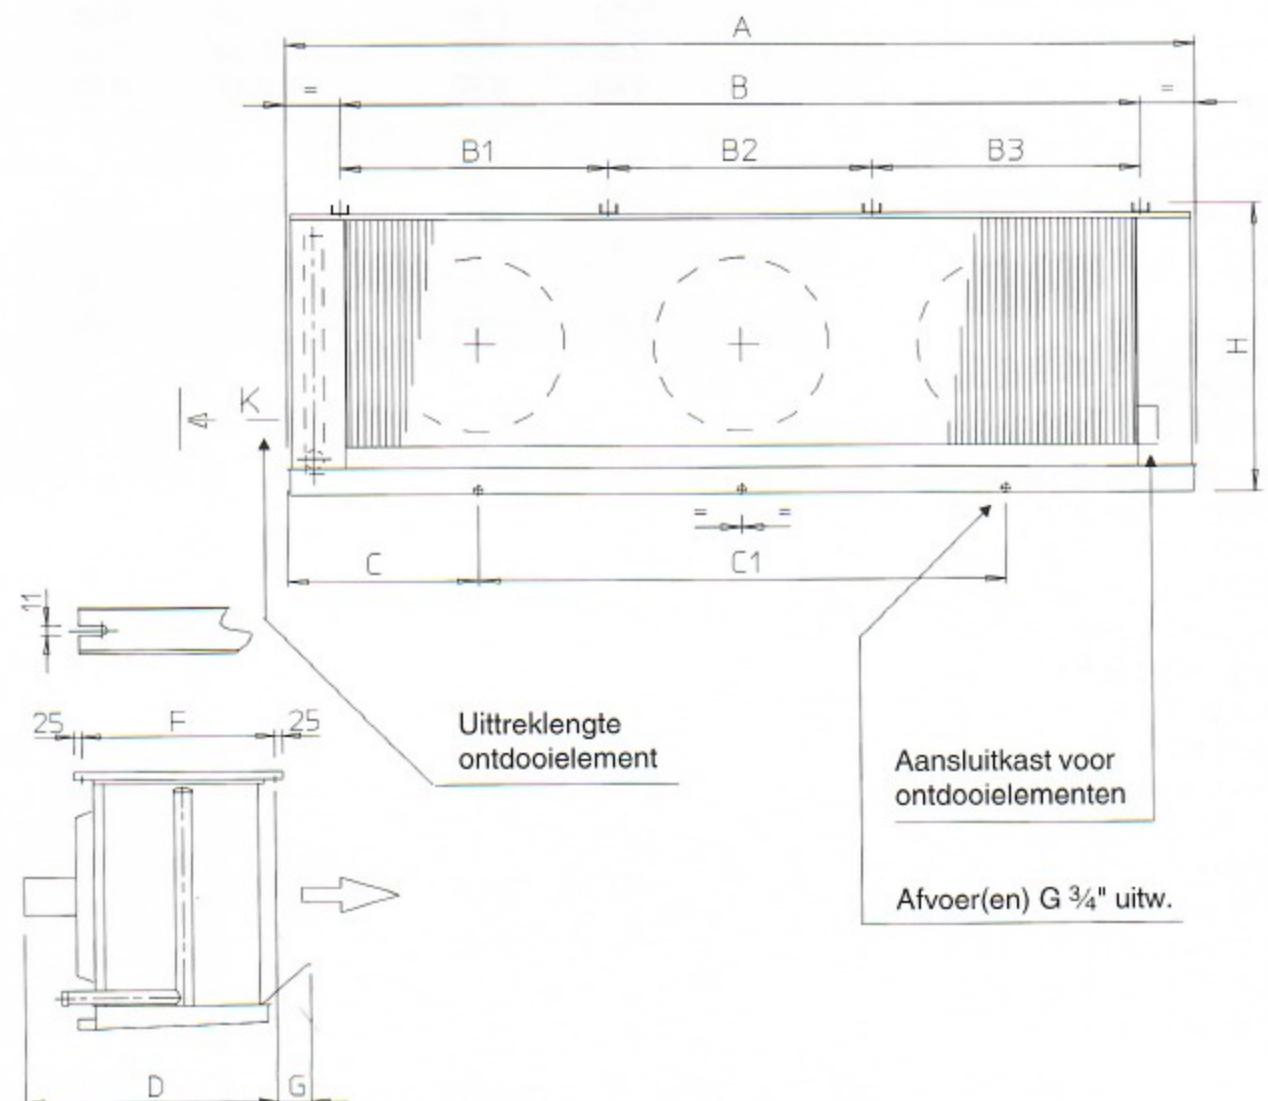 A
= B =
B1 B2 B3
H
K
= =
C C1
11
25 F 25
Uittreklengte
ontdooielement
Aansluitkast voor
ontdooielementen
Afvoer(en) G ¾" uitw.
D G